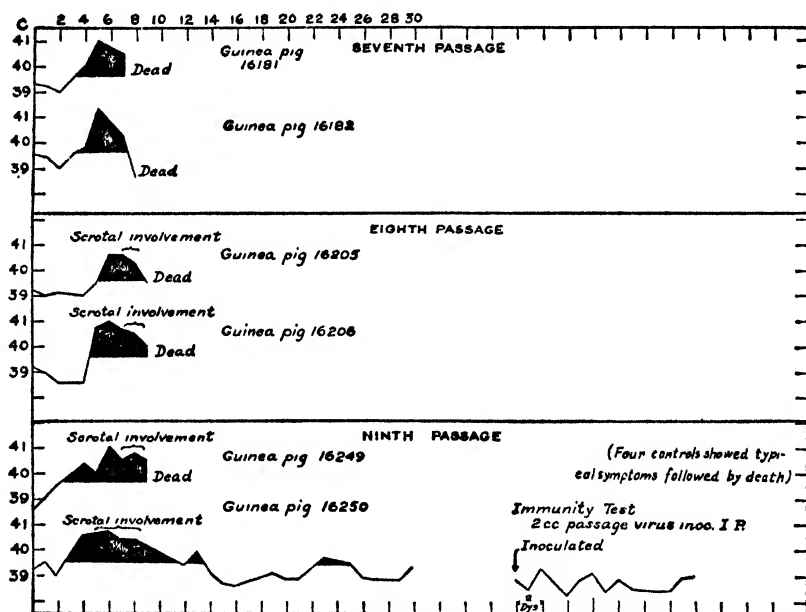 C 2 4 6 8 10 12 14 16 18 20 22 24 26 28 30
SEVENTH PASSAGE
41
40
39
Guinea pig
16181
Dead
41
40
39
Guinea pig 16182
Dead
EIGHTH PASSAGE
Scrotal involvement
41
40
39
Guinea pig 16205
Dead
Scrotal involvement
41
40
39
Guinea pig 16206
Dead
NINTH PASSAGE
Scrotal involvement
41
40
39
Guinea pig 16249
Dead
(Four controls showed typi-
cal symptoms followed by death)
Guinea pig 16250
Scrotal involvement
40
39
Immunity Test
2cc passage virus inoc. I P.
Inoculated
Dys